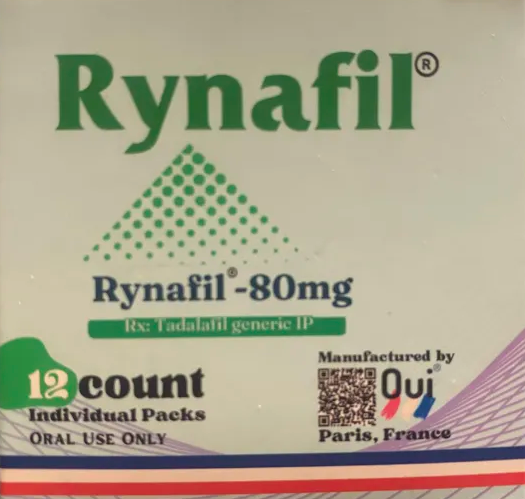 Rynafil®
Rynafil®-80mg
Rx: Tadalafil generic IP
12 count
Individual Packs
ORAL USE ONLY
Manufactured by
Oui®
Paris, France